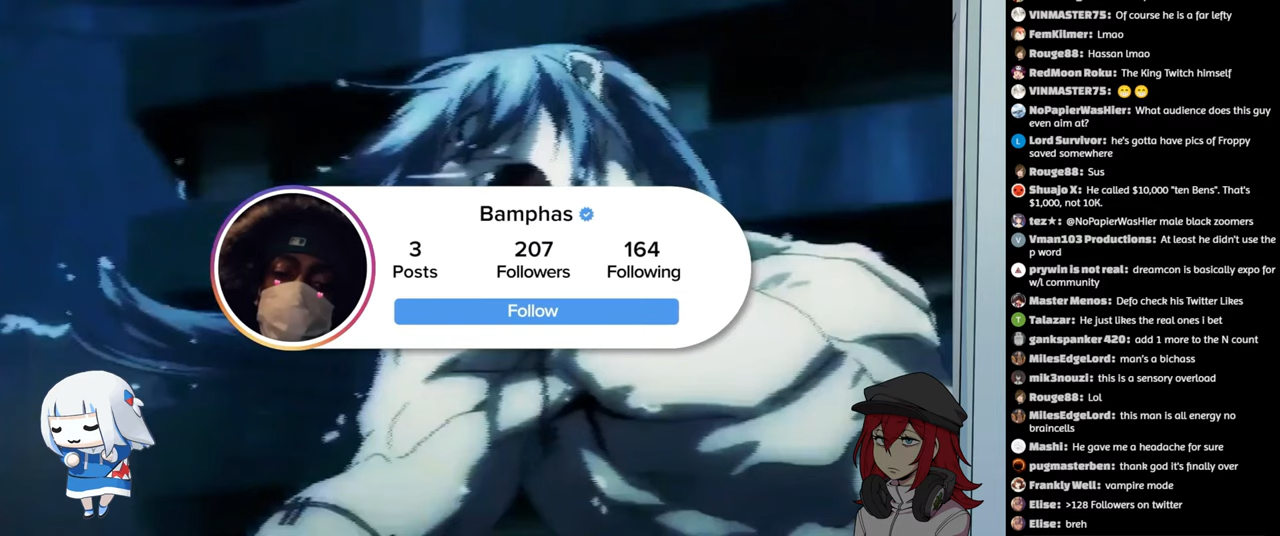 Bamphas
3 207 164
Posts Followers Following
Follow
VINMASTER75: Of course he is a far lefty
FemKilmer: Lmao
Rouge88: Hassan lmao
RedMoon Roku: The King Twitch himself
VINMASTER75: 😁 😁
NoPapierWasHier: What audience does this guy
even aim at?
L Lord Survivor: he's gotta have pics of Froppy
saved somewhere
Rouge88: Sus
Shuajo X: He called $10,000 "ten Bens". That's
$1,000, not 10K.
tez★: @NoPapierWasHier male black zoomers
V Vman103 Productions: At least he didn't use the
p word
prywin is not real: dreamcon is basically expo for
w/l community
Master Menos: Defo check his Twitter Likes
T Talazar: He just likes the real ones i bet
gankspanker 420: add 1 more to the N count
MilesEdgeLord: man's a bichass
mik3nouzi: this is a sensory overload
Rouge88: Lol
MilesEdgeLord: this man is all energy no
braincells
Mashi: He gave me a headache for sure
pugmasterben: thank god it's finally over
Frankly Well: vampire mode
Elise: >128 Followers on twitter
Elise: breh